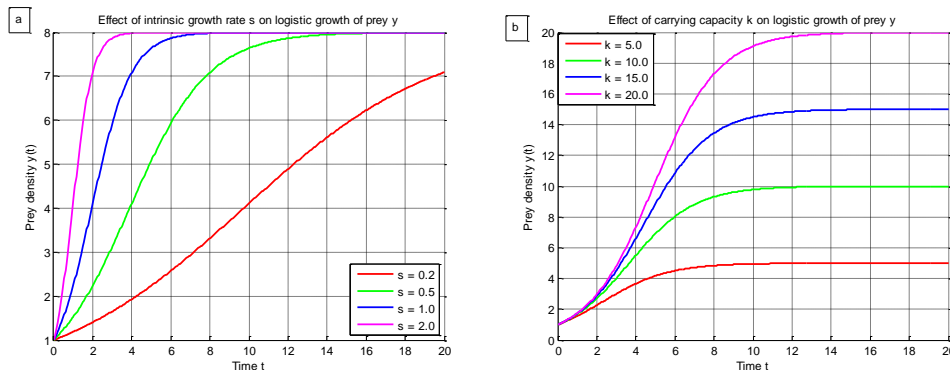 a
Effect of intrinsic growth rate s on logistic growth of prey y
Prey density y(t)
8
7
6
5
4
3
2
1
0 2 4 6 8 10 12 14 16 18 20
Time t
s = 0.2
s = 0.5
s = 1.0
s = 2.0
b
Effect of carrying capacity k on logistic growth of prey y
Prey density y(t)
20
18
16
14
12
10
8
6
4
2
0
0 2 4 6 8 10 12 14 16 18 20
Time t
k = 5.0
k = 10.0
k = 15.0
k = 20.0